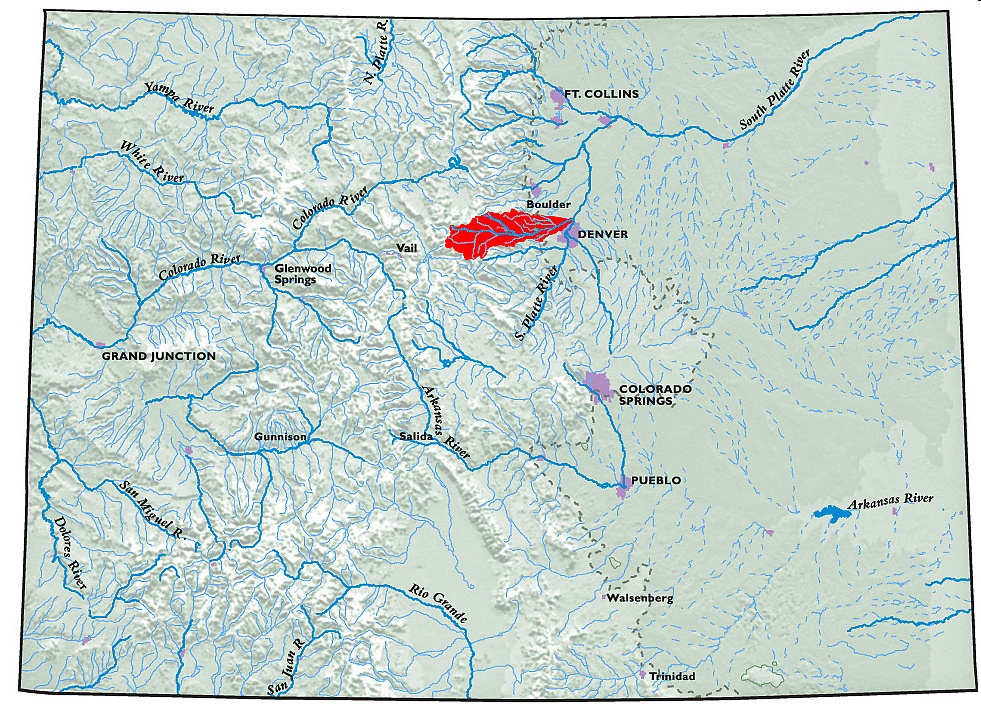 N. Platte R.
FT. COLLINS
South Platte River
Yampa River
White River
Colorado River
Boulder
DENVER
Vail
Colorado River
Glenwood
Springs
S. Platte River
GRAND JUNCTION
COLORADO
SPRINGS
Arkansas
River
Gunnison
Salida
PUEBLO
San Miguel R.
Arkansas River
Dolores River
Rio Grande
Walsenberg
San Juan R.
Trinidad